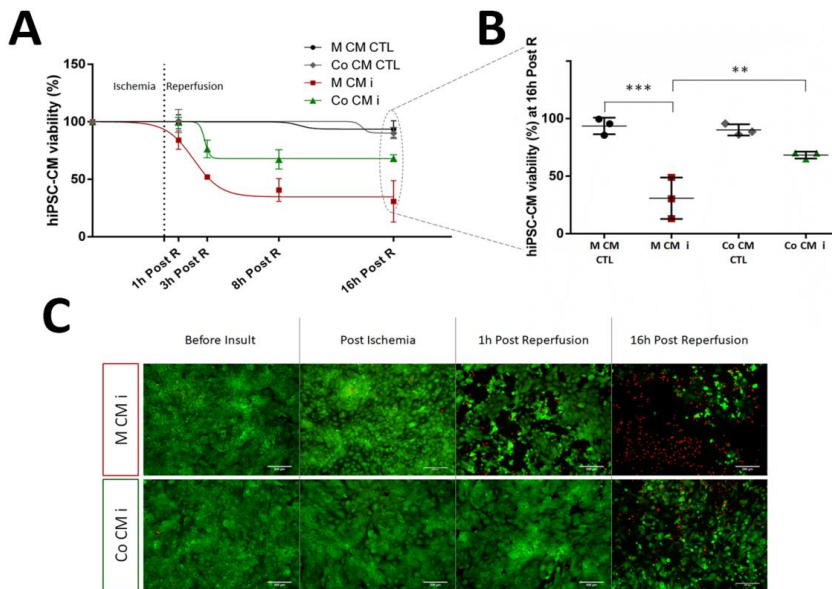 A
hiPSC-CM viability (%)
150
100
50
0
Ischemia
Reperfusion
M CM CTL
Co CM CTL
M CM i
Co CM i
1h Post R
3h Post R
8h Post R
16h Post R
B
hiPSC-CM viability (%) at 16h Post R
100
50
0
***
**
M CM
CTL
M CM i
Co CM
CTL
Co CM i
C
Before Insult
Post Ischemia
1h Post Reperfusion
16h Post Reperfusion
M CM i
Co CM i